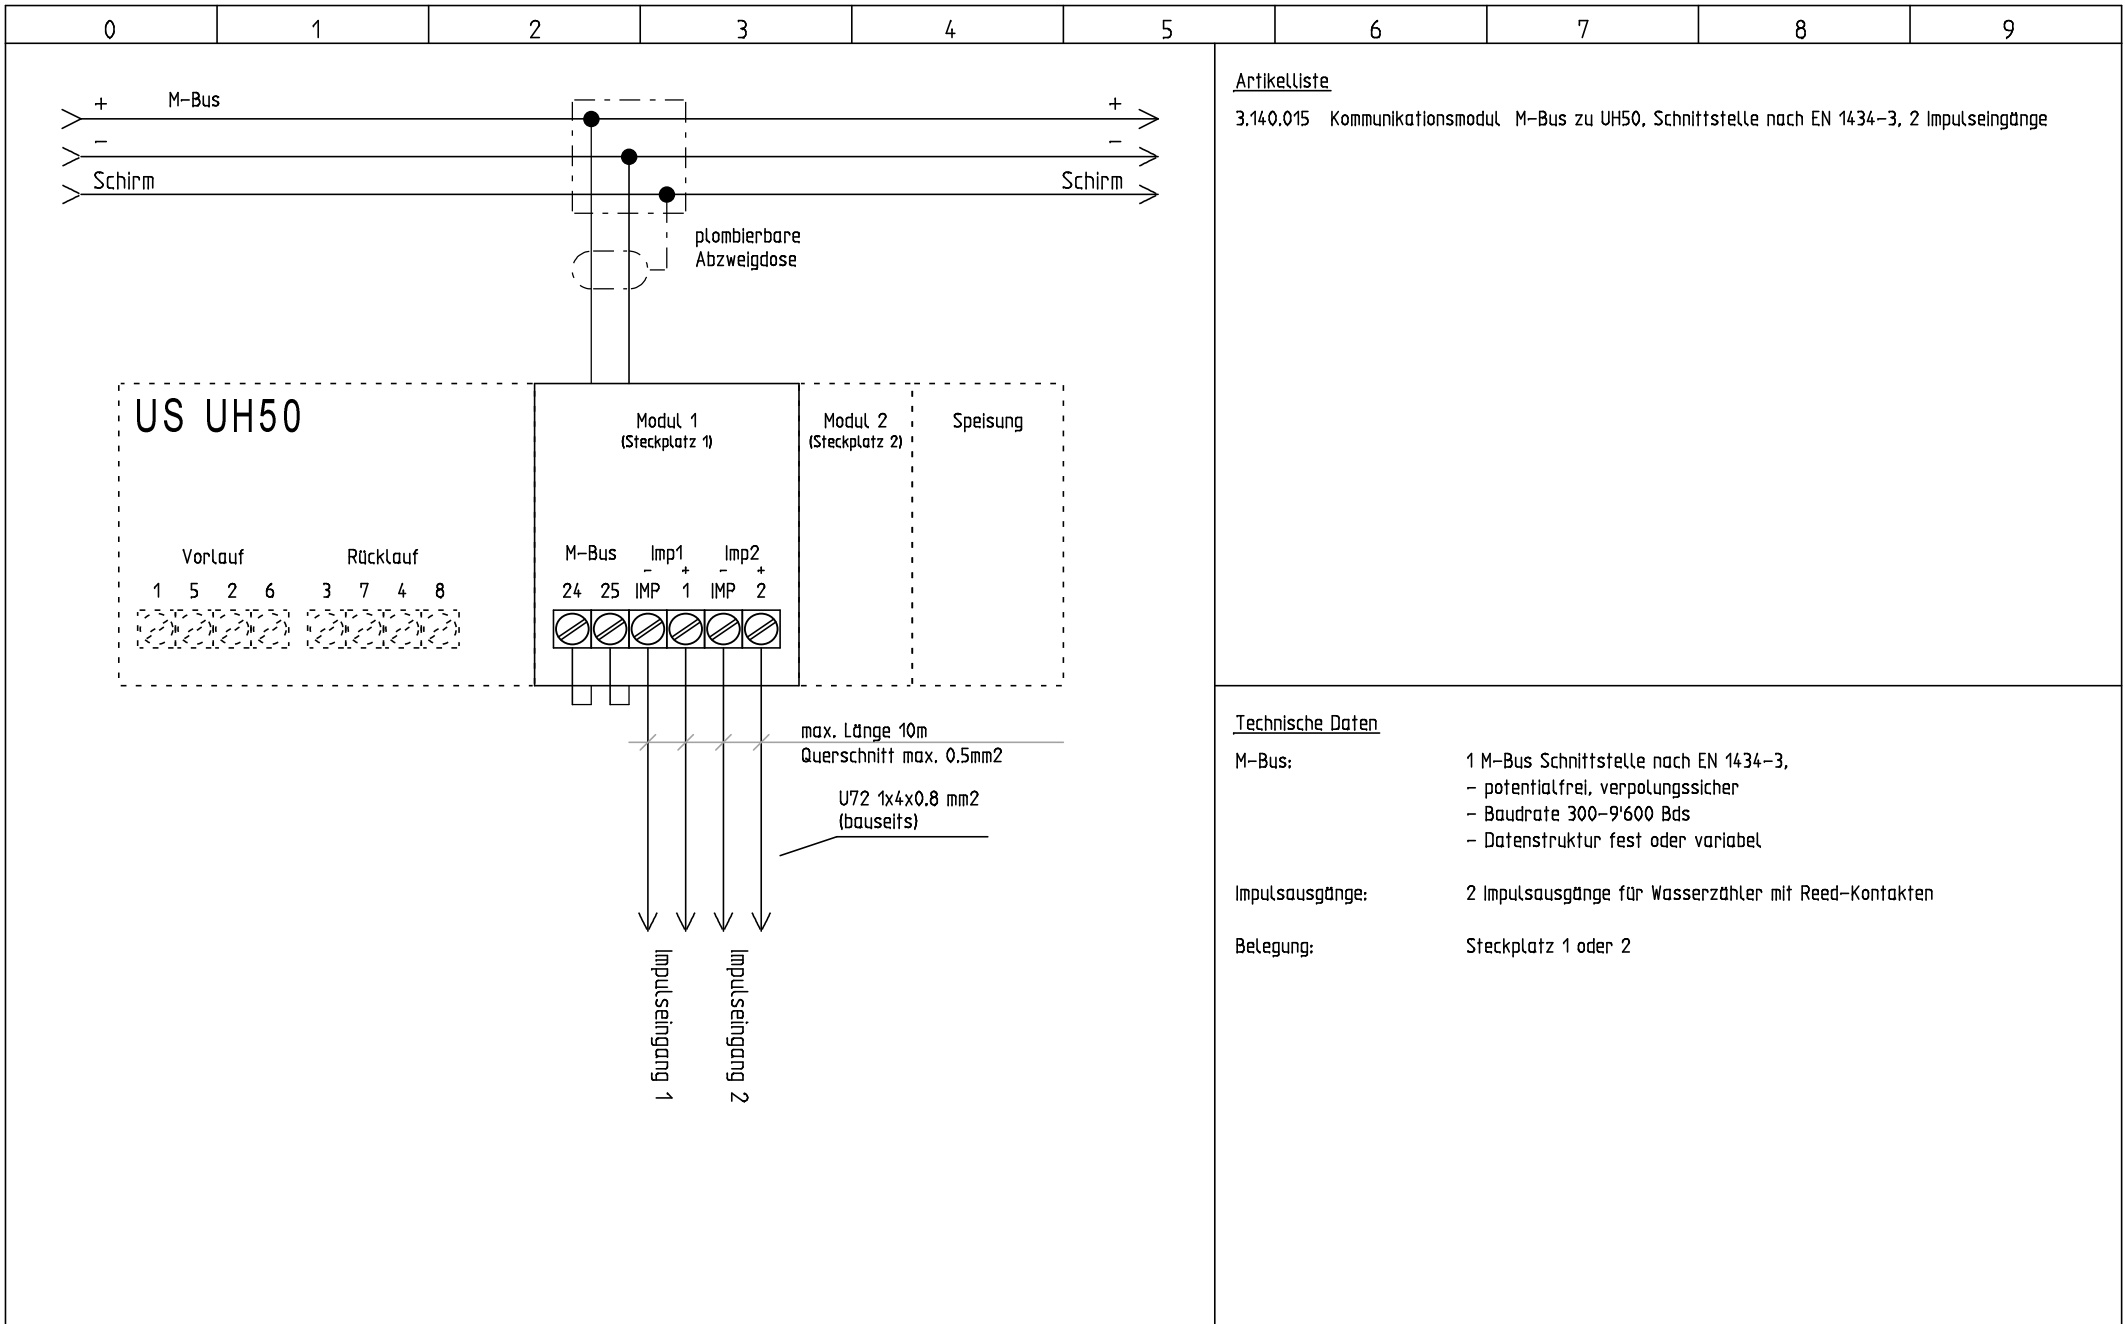 0 1 2 3 4 5 6 7 8 9
+ M-Bus +
- -
Schirm Schirm
plombierbare
Abzweigdose
US UH50
Modul 1
(Steckplatz 1)
Modul 2
(Steckplatz 2)
Speisung
Vorlauf
1 5 2 6
Rücklauf
3 7 4 8
M-Bus Imp1 Imp2
- + - +
24 25 IMP 1 IMP 2
max. Länge 10m
Querschnitt max. 0.5mm2
U72 1x4x0.8 mm2
(bauseits)
Impulseingang 1
Impulseingang 2
Artikelliste
3.140.015 Kommunikationsmodul M-Bus zu UH50, Schnittstelle nach EN 1434-3, 2 Impulseingänge
Technische Daten
M-Bus: 1 M-Bus Schnittstelle nach EN 1434-3,
- potentialfrei, verpolungssicher
- Baudrate 300-9'600 Bds
- Datenstruktur fest oder variabel
Impulsausgänge: 2 Impulsausgänge für Wasserzähler mit Reed-Kontakten
Belegung: Steckplatz 1 oder 2